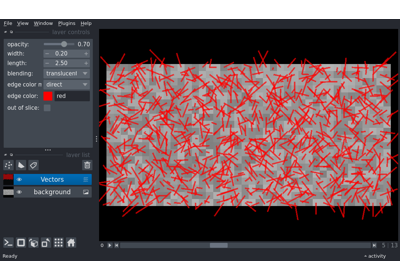 File View Window Plugins Help
layer controls
opacity: 0.70
width: 0.20
length: 2.50
blending: translucent
edge color m direct
edge color: red
out of slice:
layer list
Vectors
background
0
5 13
Ready
activity